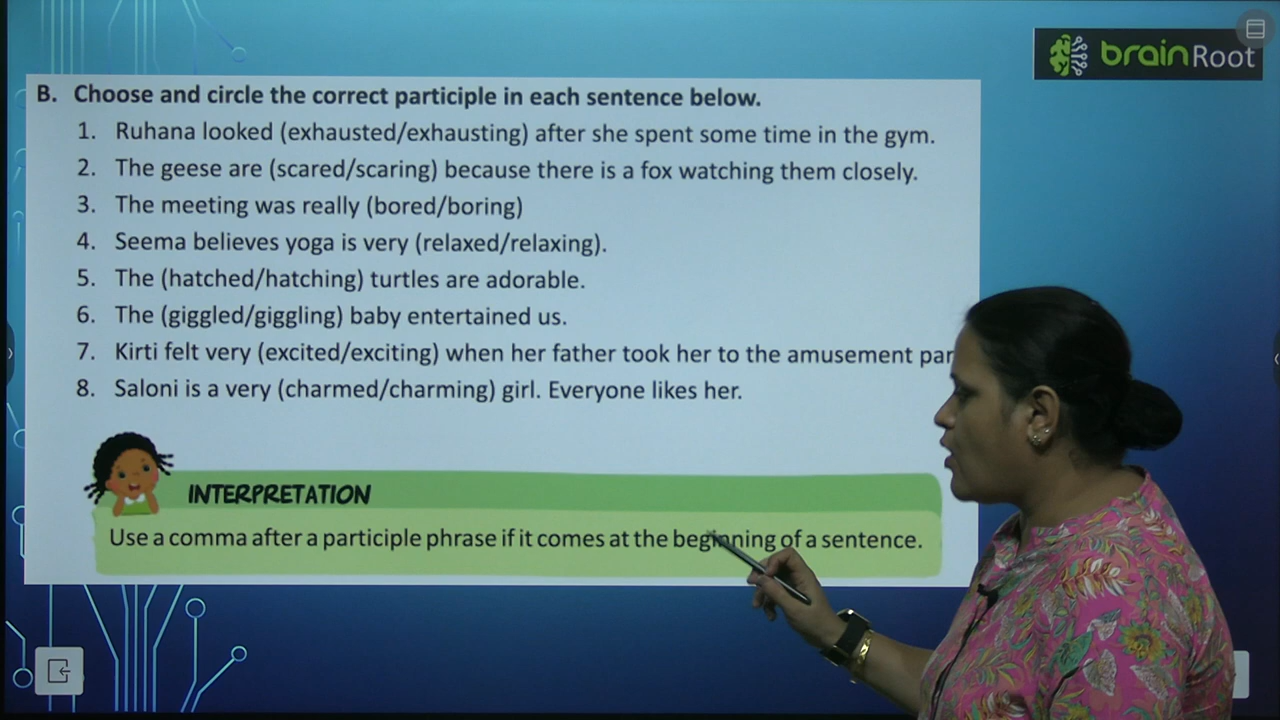 brainRoot
B. Choose and circle the correct participle in each sentence below.
1. Ruhana looked (exhausted/exhausting) after she spent some time in the gym.
2. The geese are (scared/scaring) because there is a fox watching them closely.
3. The meeting was really (bored/boring)
4. Seema believes yoga is very (relaxed/relaxing).
5. The (hatched/hatching) turtles are adorable.
6. The (giggled/giggling) baby entertained us.
7. Kirti felt very (excited/exciting) when her father took her to the amusement par
8. Saloni is a very (charmed/charming) girl. Everyone likes her.
INTERPRETATION
Use a comma after a participle phrase if it comes at the beginning of a sentence.